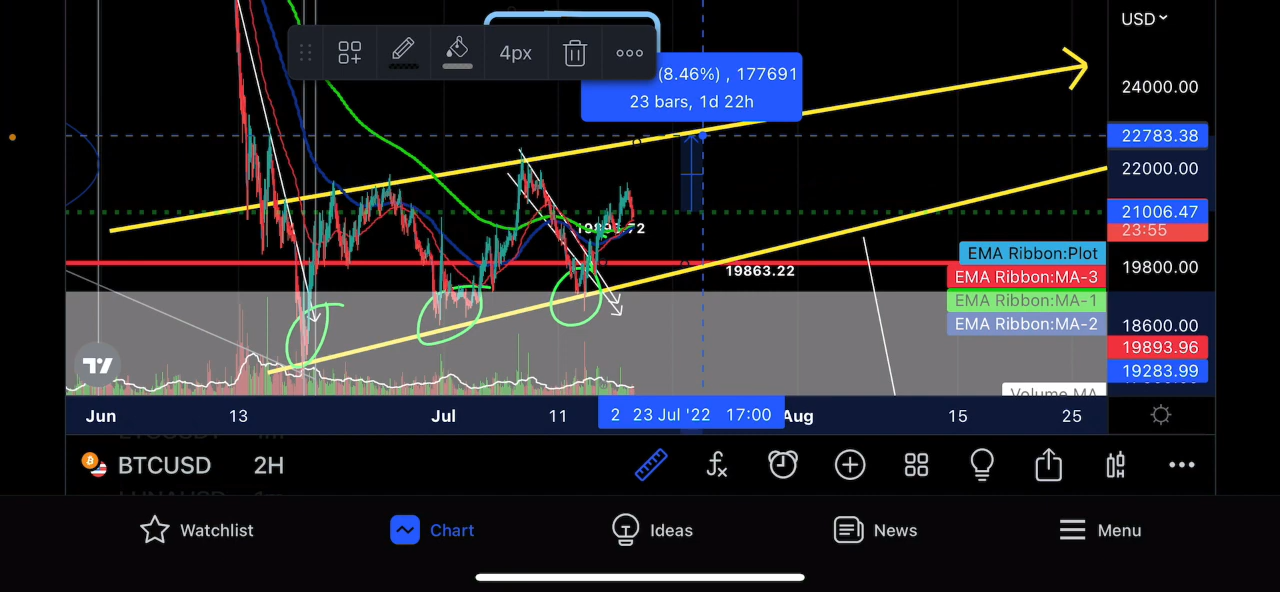 USD
4px
(8.46%) , 177691
23 bars, 1d 22h
24000.00
22783.38
22000.00
21006.47
23:55
19863.22
EMA Ribbon:Plot
EMA Ribbon:MA-3
19800.00
EMA Ribbon:MA-1
EMA Ribbon:MA-2
18600.00
19893.96
19283.99
Volume MA
Jun 13 Jul 11 2 23 Jul '22 17:00 Aug 15 25
BTCUSD 2H
Watchlist Chart Ideas News Menu